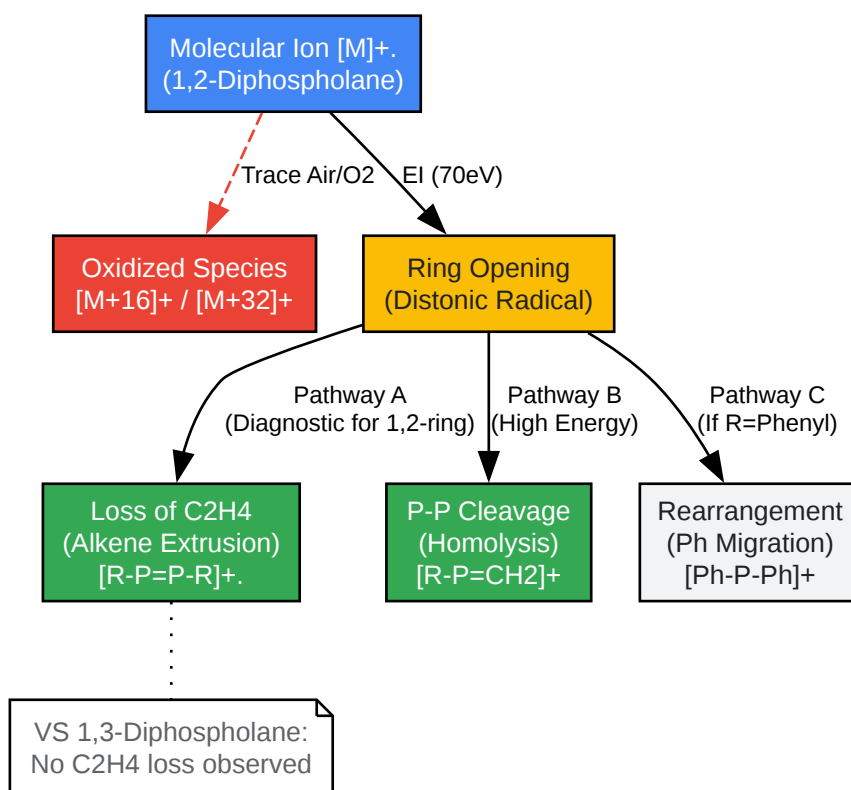 Molecular Ion [M]+.
(1,2-Diphospholane)
Trace Air/O2
EI (70eV)
Oxidized Species
[M+16]+ / [M+32]+
Ring Opening
(Distonic Radical)
Pathway A
(Diagnostic for 1,2-ring)
Pathway B
(High Energy)
Pathway C
(If R=Phenyl)
Loss of C2H4
(Alkene Extrusion)
[R-P=P-R]+.
P-P Cleavage
(Homolysis)
[R-P=CH2]+
Rearrangement
(Ph Migration)
[Ph-P-Ph]+
VS 1,3-Diphospholane:
No C2H4 loss observed